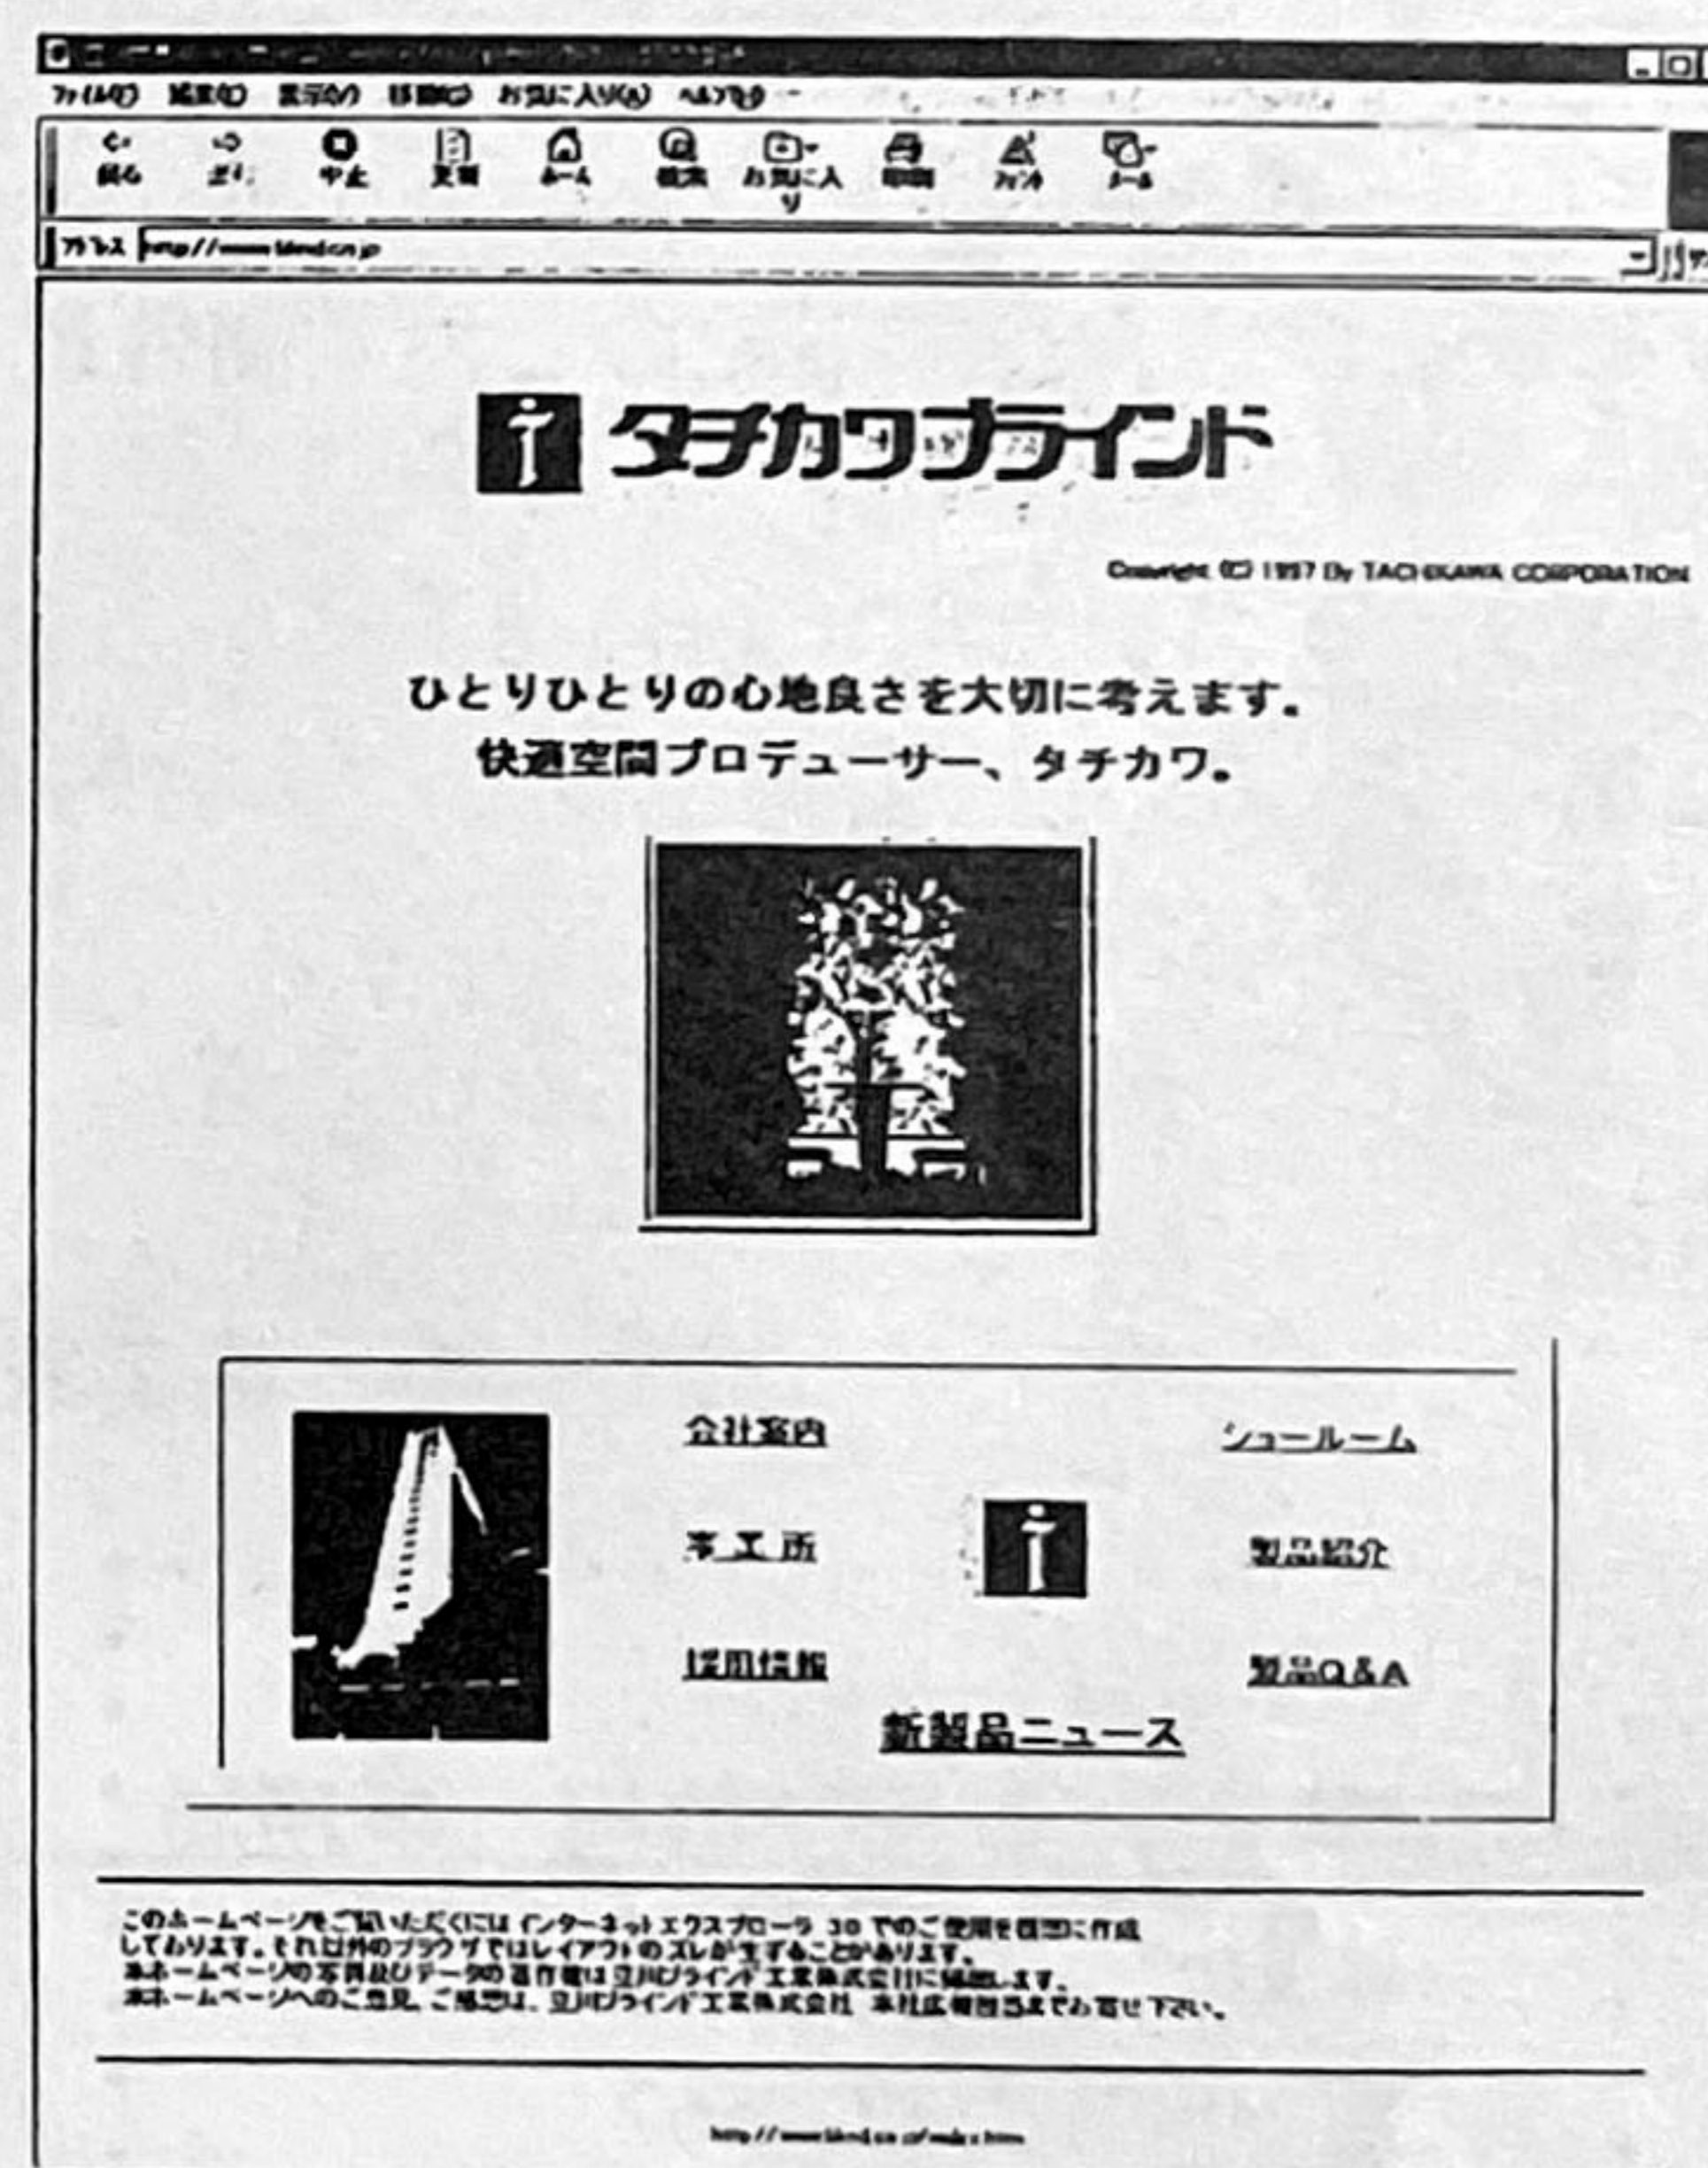 ファイル(F) 編集(E) 表示(V) 移動(G) お気に入り(A) ヘルプ(H)
戻る 進む 中止 更新 ホーム 検索 お気に入り 印刷 フォント メール
アドレス
タチカワブラインド
Copyright (C) 1997 By TACHIKAWA CORPORATION
ひとりひとりの心地良さを大切に考えます。
快適空間プロデューサー、タチカワ。
会社案内 ショールーム
製品紹介
採用情報 製品Q&A
新製品ニュース
このホームページをご覧いただくにはインターネットエクスプローラ 3.0 でのご使用を標準に作成
しております。それ以外のブラウザではレイアウトのズレが生ずることがあります。
本ホームページの写真及びデータの著作権は立川ブラインド工業株式会社に帰属します。
本ホームページへのご意見、ご感想は、立川ブラインド工業株式会社 本社広報担当までお寄せ下さい。